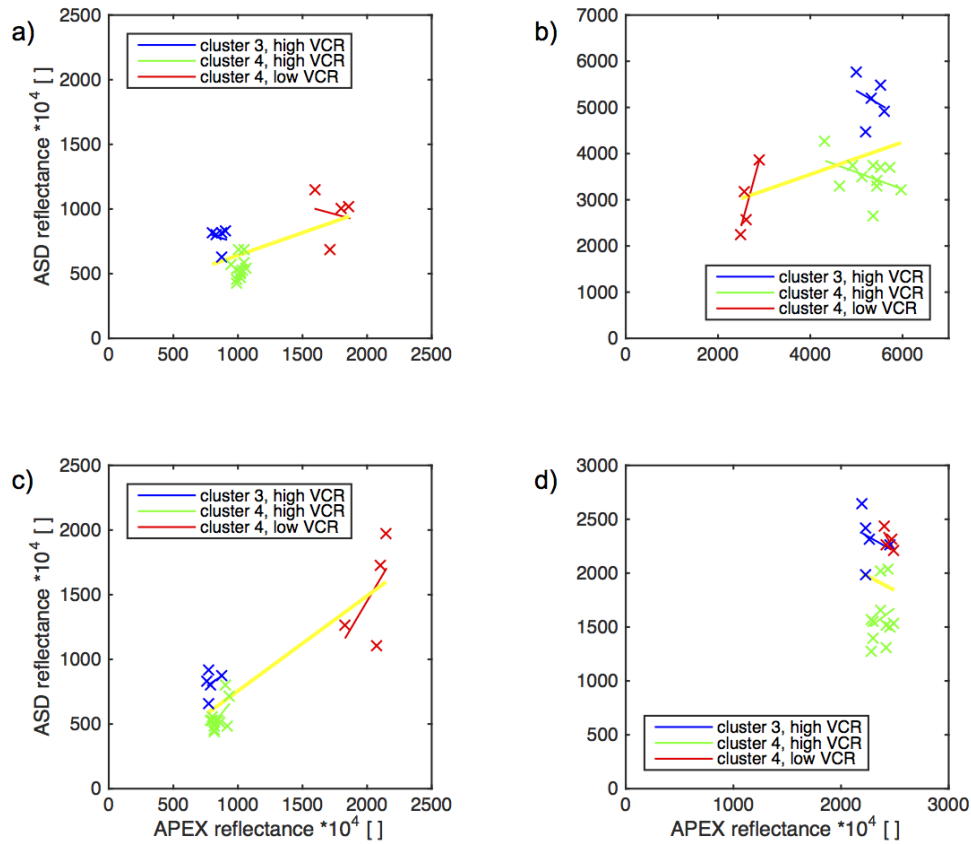 a)
2500
2000
1500
1000
500
0
ASD reflectance *10^4 [ ]
cluster 3, high VCR
cluster 4, high VCR
cluster 4, low VCR
0 500 1000 1500 2000 2500
b)
7000
6000
5000
4000
3000
2000
1000
0
cluster 3, high VCR
cluster 4, high VCR
cluster 4, low VCR
0 2000 4000 6000
c)
2500
2000
1500
1000
500
0
ASD reflectance *10^4 [ ]
cluster 3, high VCR
cluster 4, high VCR
cluster 4, low VCR
0 500 1000 1500 2000 2500
APEX reflectance *10^4 [ ]
d)
3000
2500
2000
1500
1000
500
0
cluster 3, high VCR
cluster 4, high VCR
cluster 4, low VCR
0 1000 2000 3000
APEX reflectance *10^4 [ ]